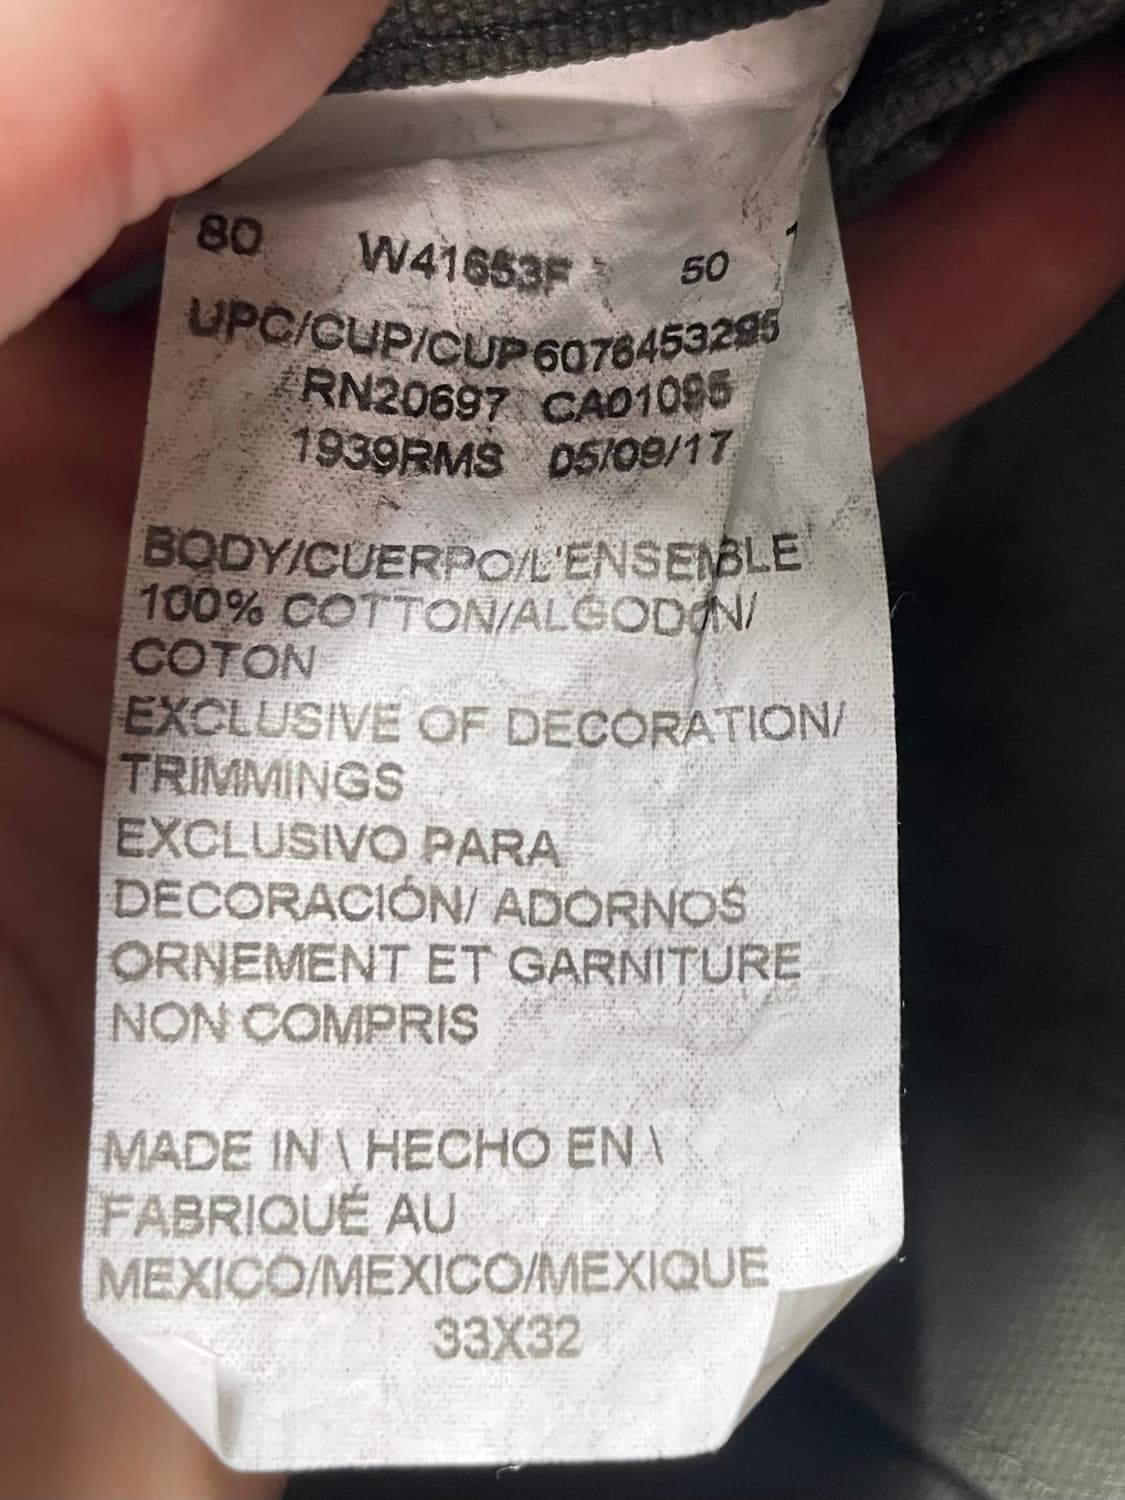 80 W41653F 50 1
UPC/CUP/CUP6076453295
RN20697 CA01095
1939RMS 05/09/17
BODY/CUERPO/L'ENSEMBLE
100% COTTON/ALGODON/
COTON
EXCLUSIVE OF DECORATION/
TRIMMINGS
EXCLUSIVO PARA
DECORACIÓN/ ADORNOS
ORNEMENT ET GARNITURE
NON COMPRIS
MADE IN \ HECHO EN \
FABRIQUÉ AU
MEXICO/MEXICO/MEXIQUE
33X32